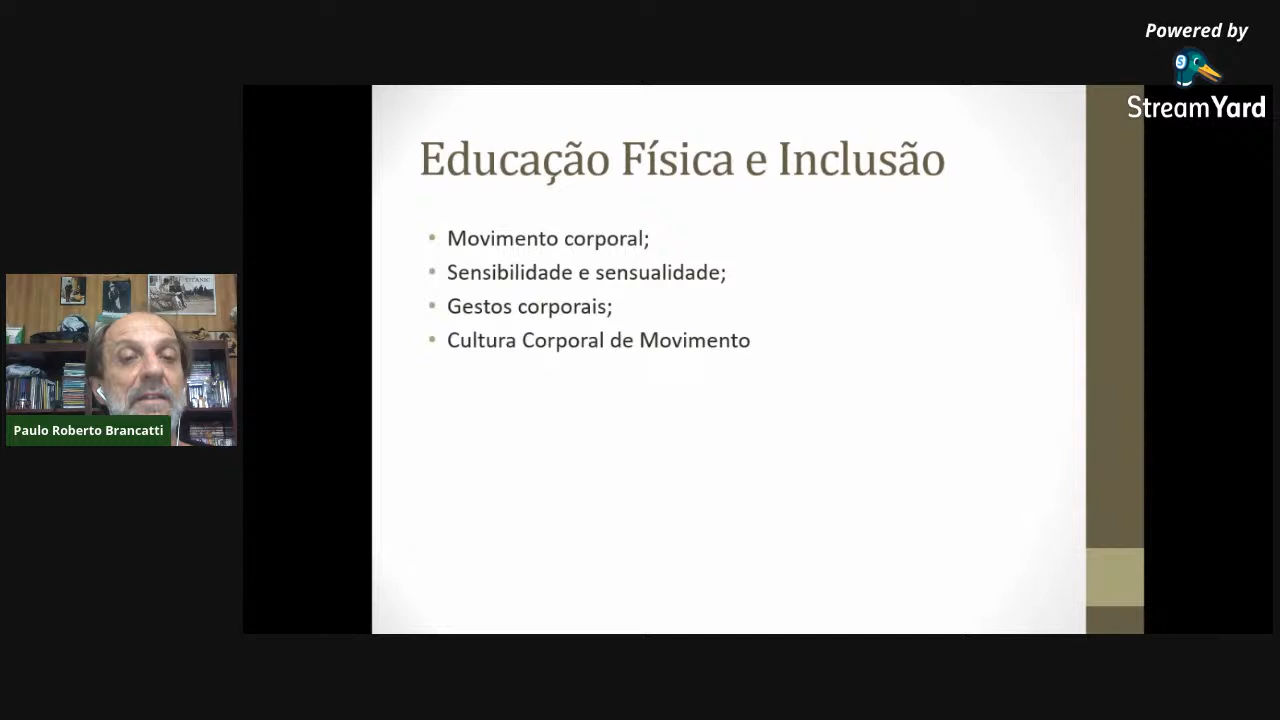 Powered by
StreamYard
Educação Física e Inclusão
• Movimento corporal;
• Sensibilidade e sensualidade;
• Gestos corporais;
• Cultura Corporal de Movimento
TITANIC
Paulo Roberto Brancatti